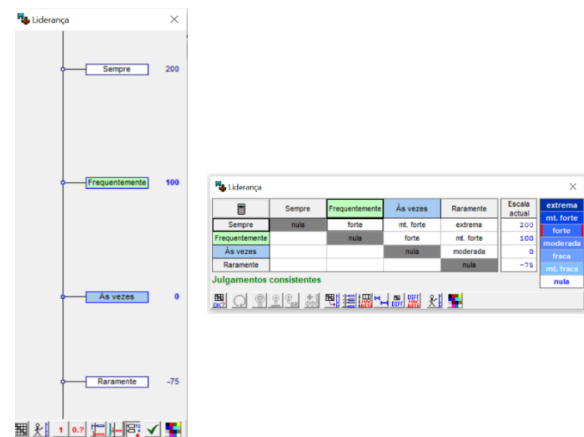 Liderança
Sempre 200
Frequentemente 100
Às vezes 0
Raramente -75
1 0.?
Liderança
Sempre Frequentemente Às vezes Raramente Escala actual
Sempre nula forte mt. forte extrema 200
Frequentemente nula forte mt. forte 100
Às vezes nula moderada 0
Raramente nula -75
Julgamentos consistentes
extrema
mt. forte
forte
moderada
fraca
mt. fraca
nula